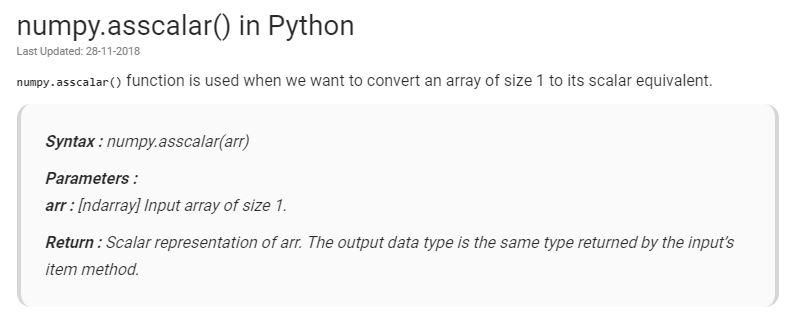 numpy.asscalar() in Python
Last Updated: 28-11-2018
numpy.asscalar() function is used when we want to convert an array of size 1 to its scalar equivalent.
Syntax : numpy.asscalar(arr)
Parameters :
arr : [ndarray] Input array of size 1.
Return : Scalar representation of arr. The output data type is the same type returned by the input's
item method.